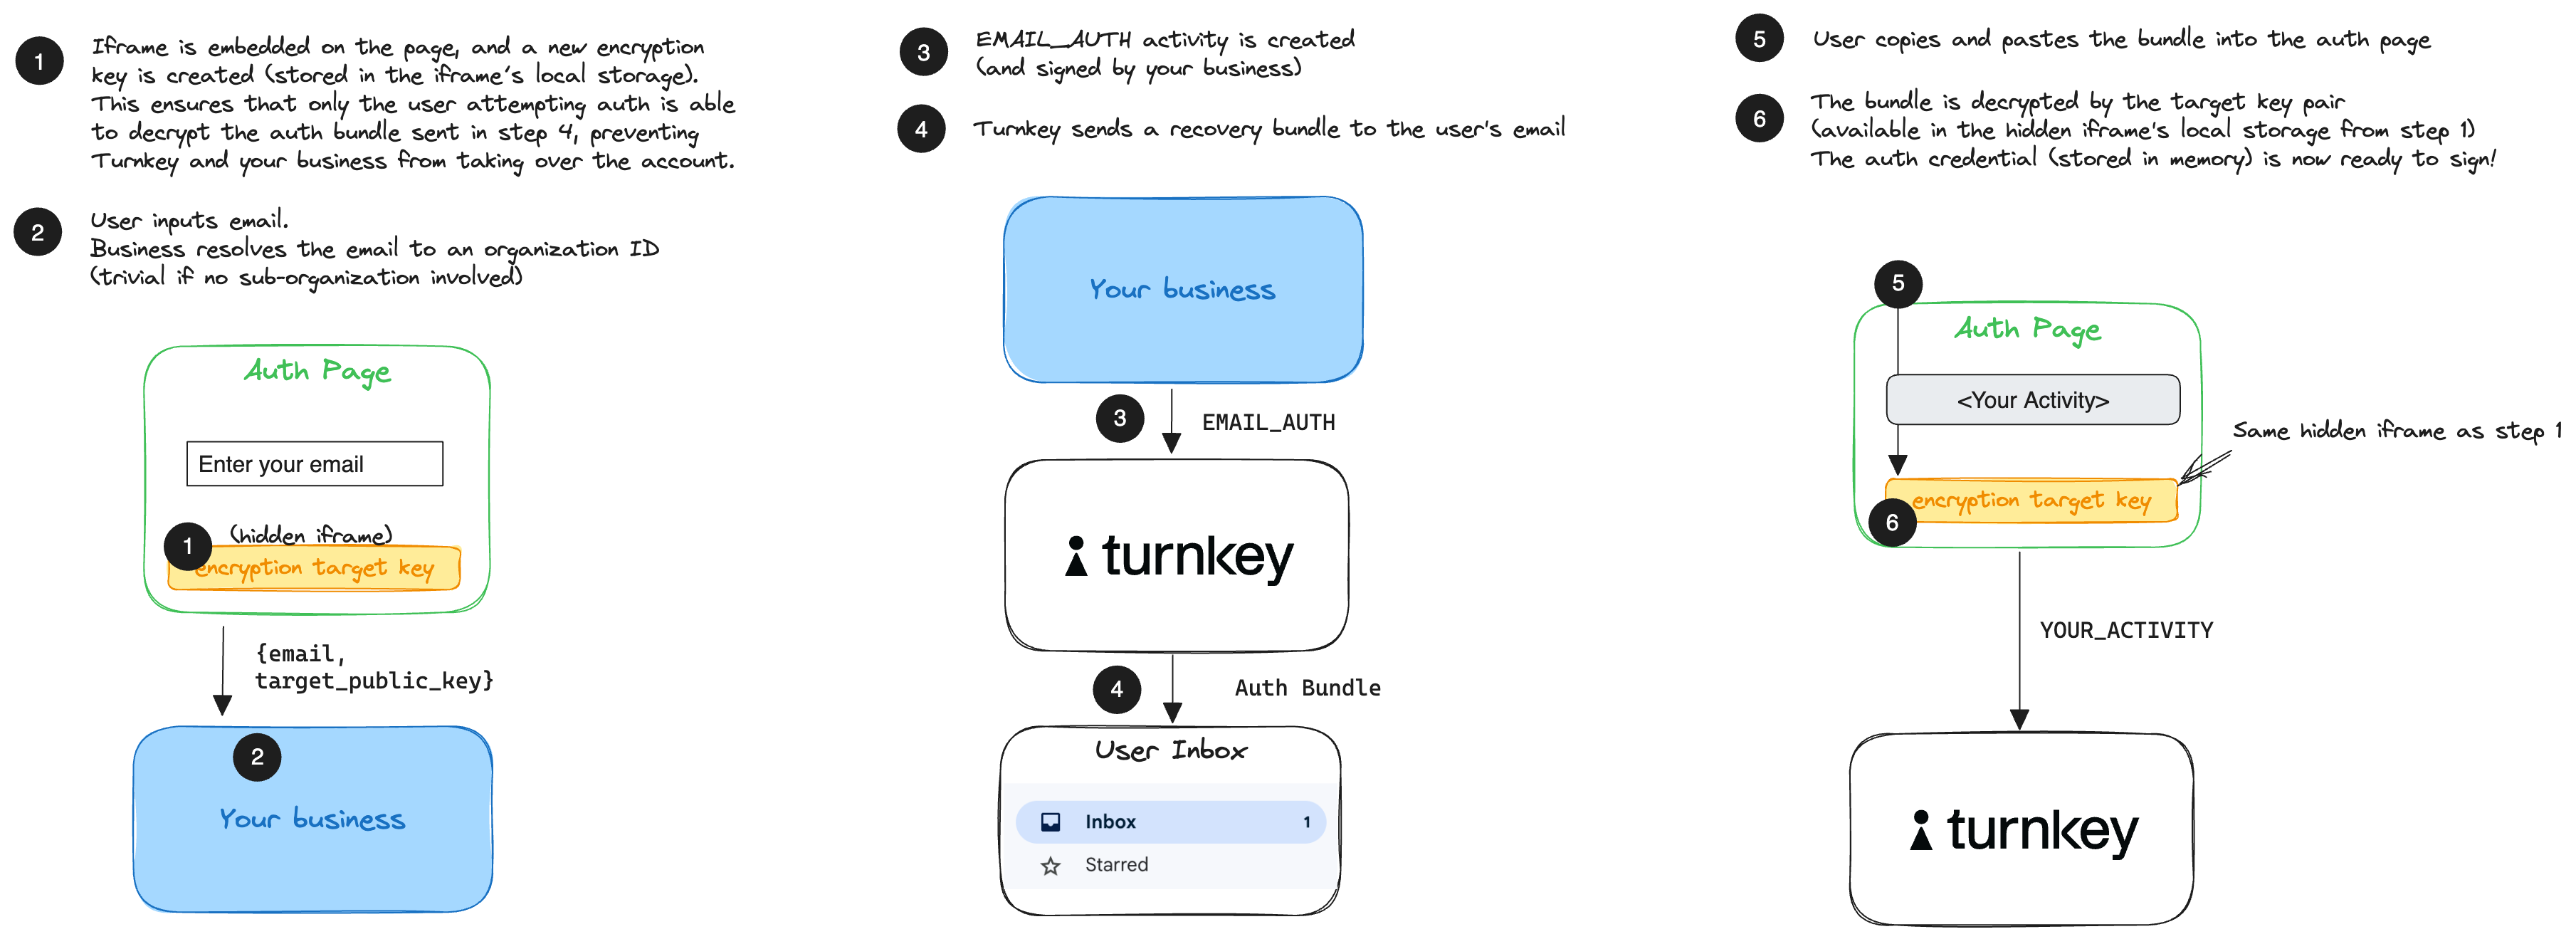 1
Iframe is embedded on the page, and a new encryption
key is created (stored in the iframe's local storage).
This ensures that only the user attempting auth is able
to decrypt the auth bundle sent in step 4, preventing
Turnkey and your business from taking over the account.
2
User inputs email.
Business resolves the email to an organization ID
(trivial if no sub-organization involved)
Auth Page
Enter your email
(hidden iframe)
1
encryption target key
{email,
target_public_key}
2
Your business
3
EMAIL_AUTH activity is created
(and signed by your business)
4
Turnkey sends a recovery bundle to the user's email
Your business
3
EMAIL_AUTH
turnkey
4
Auth Bundle
User Inbox
Inbox 1
Starred
5
User copies and pastes the bundle into the auth page
6
The bundle is decrypted by the target key pair
(available in the hidden iframe's local storage from step 1)
The auth credential (stored in memory) is now ready to sign!
5
Auth Page
<Your Activity>
Same hidden iframe as step 1
encryption target key
6
YOUR_ACTIVITY
turnkey